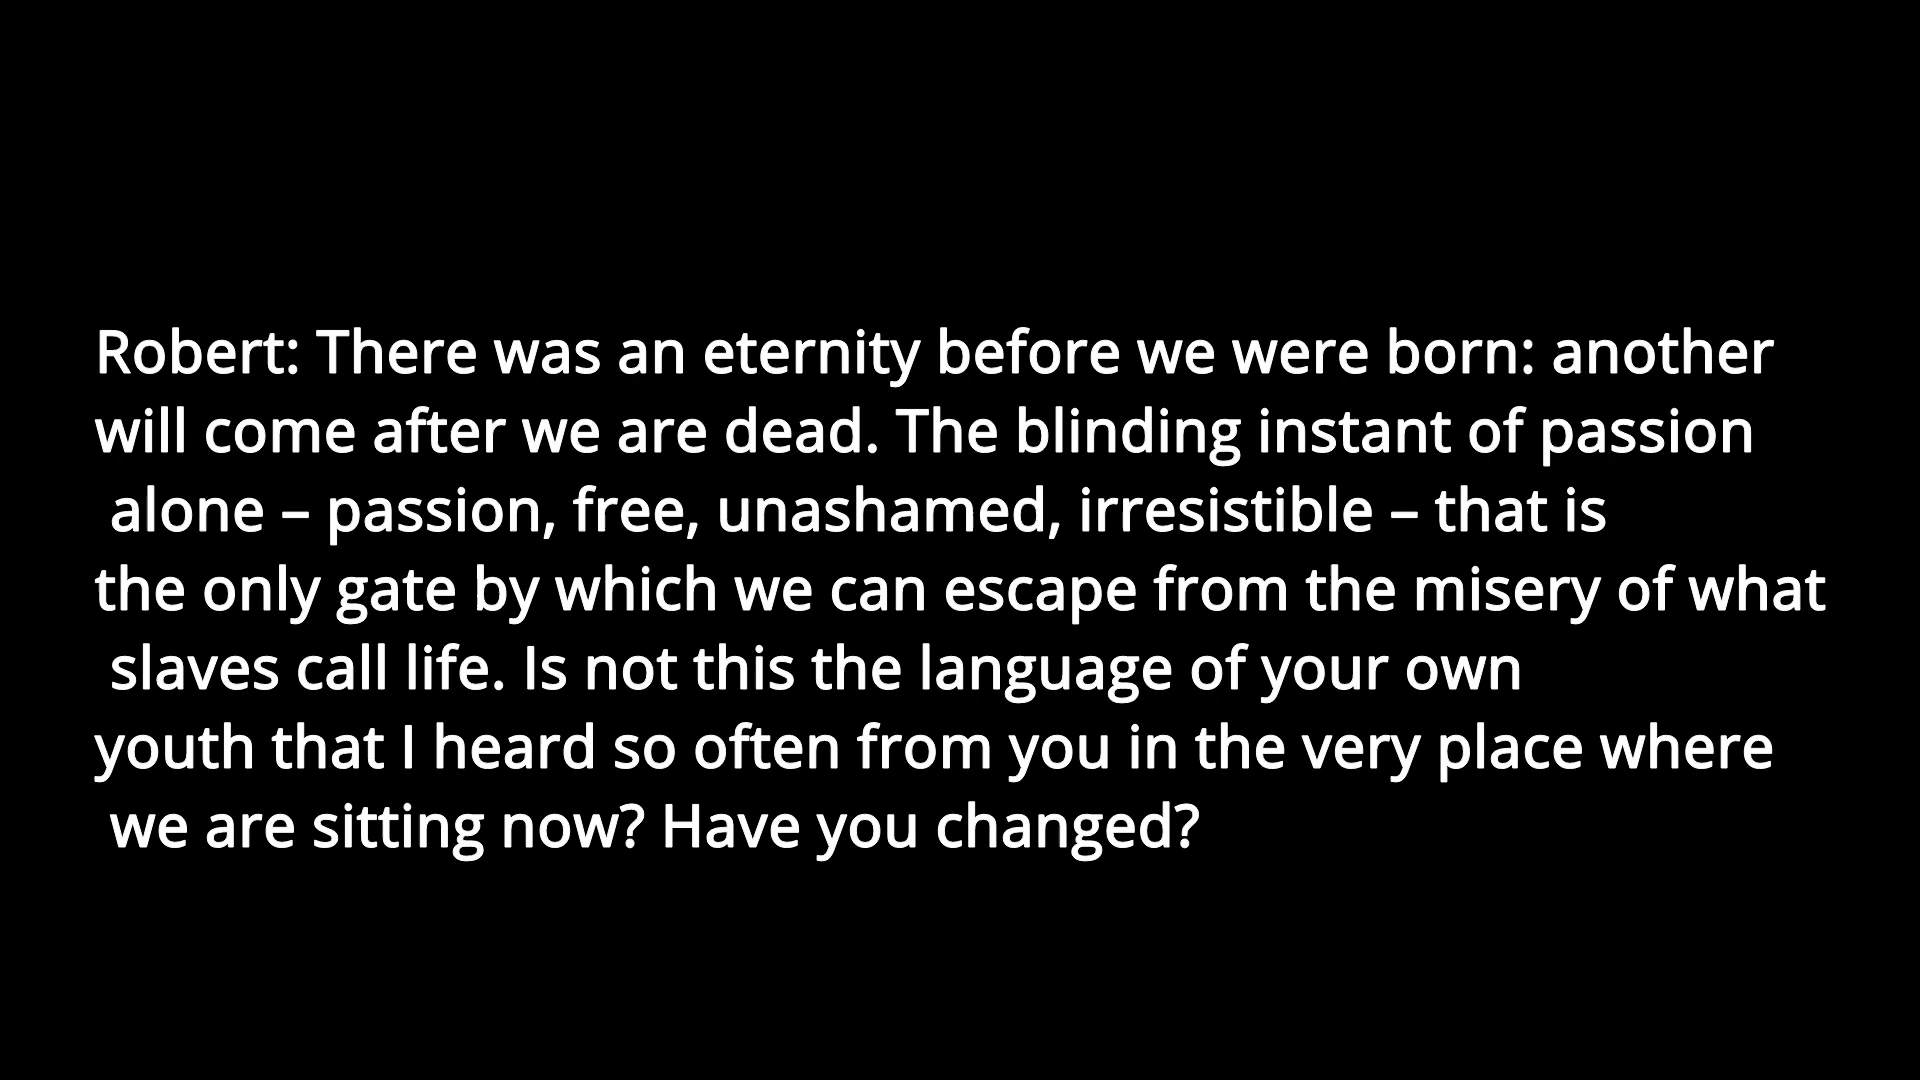 Robert: There was an eternity before we were born: another
will come after we are dead. The blinding instant of passion
alone – passion, free, unashamed, irresistible – that is
the only gate by which we can escape from the misery of what
slaves call life. Is not this the language of your own
youth that I heard so often from you in the very place where
we are sitting now? Have you changed?